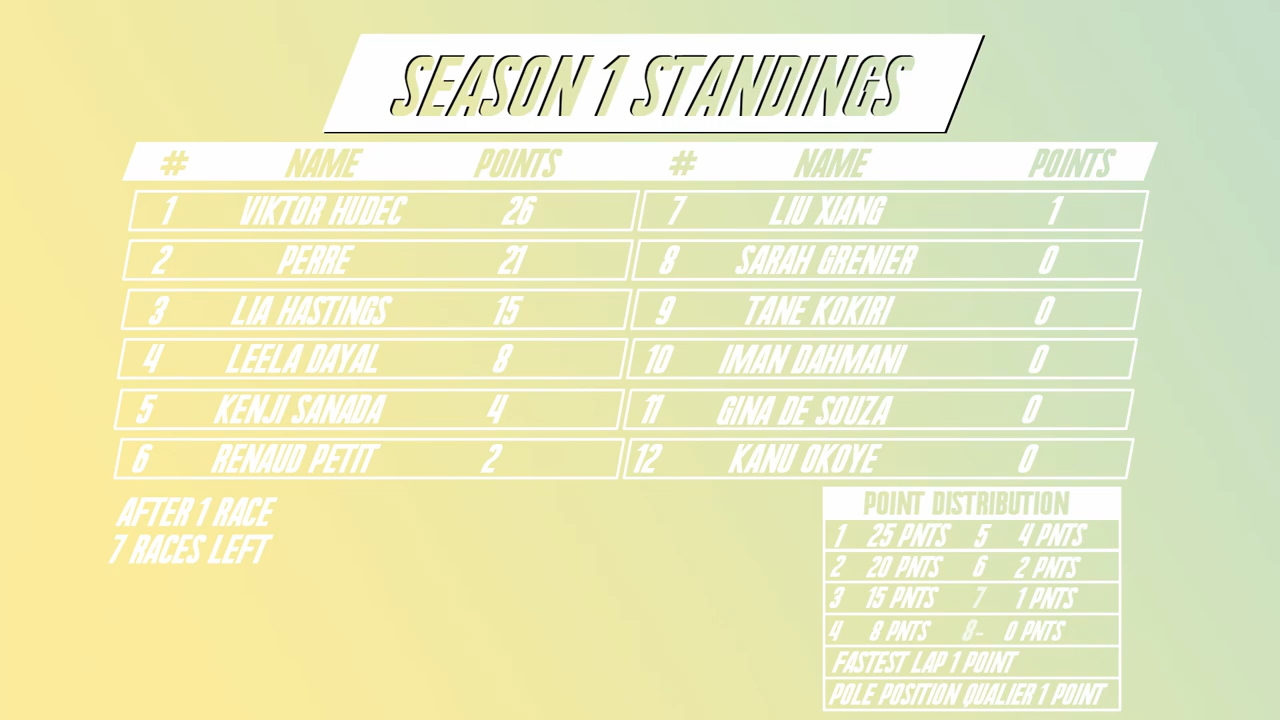 SEASON 1 STANDINGS
# NAME POINTS # NAME POINTS
1 VIKTOR HUDEC 26 7 LIU XIANG 1
2 PERRE 21 8 SARAH GRENIER 0
3 LIA HASTINGS 15 9 TANE KOKIRI 0
4 LEELA DAYAL 8 10 IMAN DAHMANI 0
5 KENJI SANADA 4 11 GINA DE SOUZA 0
6 RENAUD PETIT 2 12 KANU OKOYE 0
AFTER 1 RACE
7 RACES LEFT
POINT DISTRIBUTION
1 25 PNTS 5 4 PNTS
2 20 PNTS 6 2 PNTS
3 15 PNTS 7 1 PNTS
4 8 PNTS 8- 0 PNTS
FASTEST LAP 1 POINT
POLE POSITION QUALIER 1 POINT